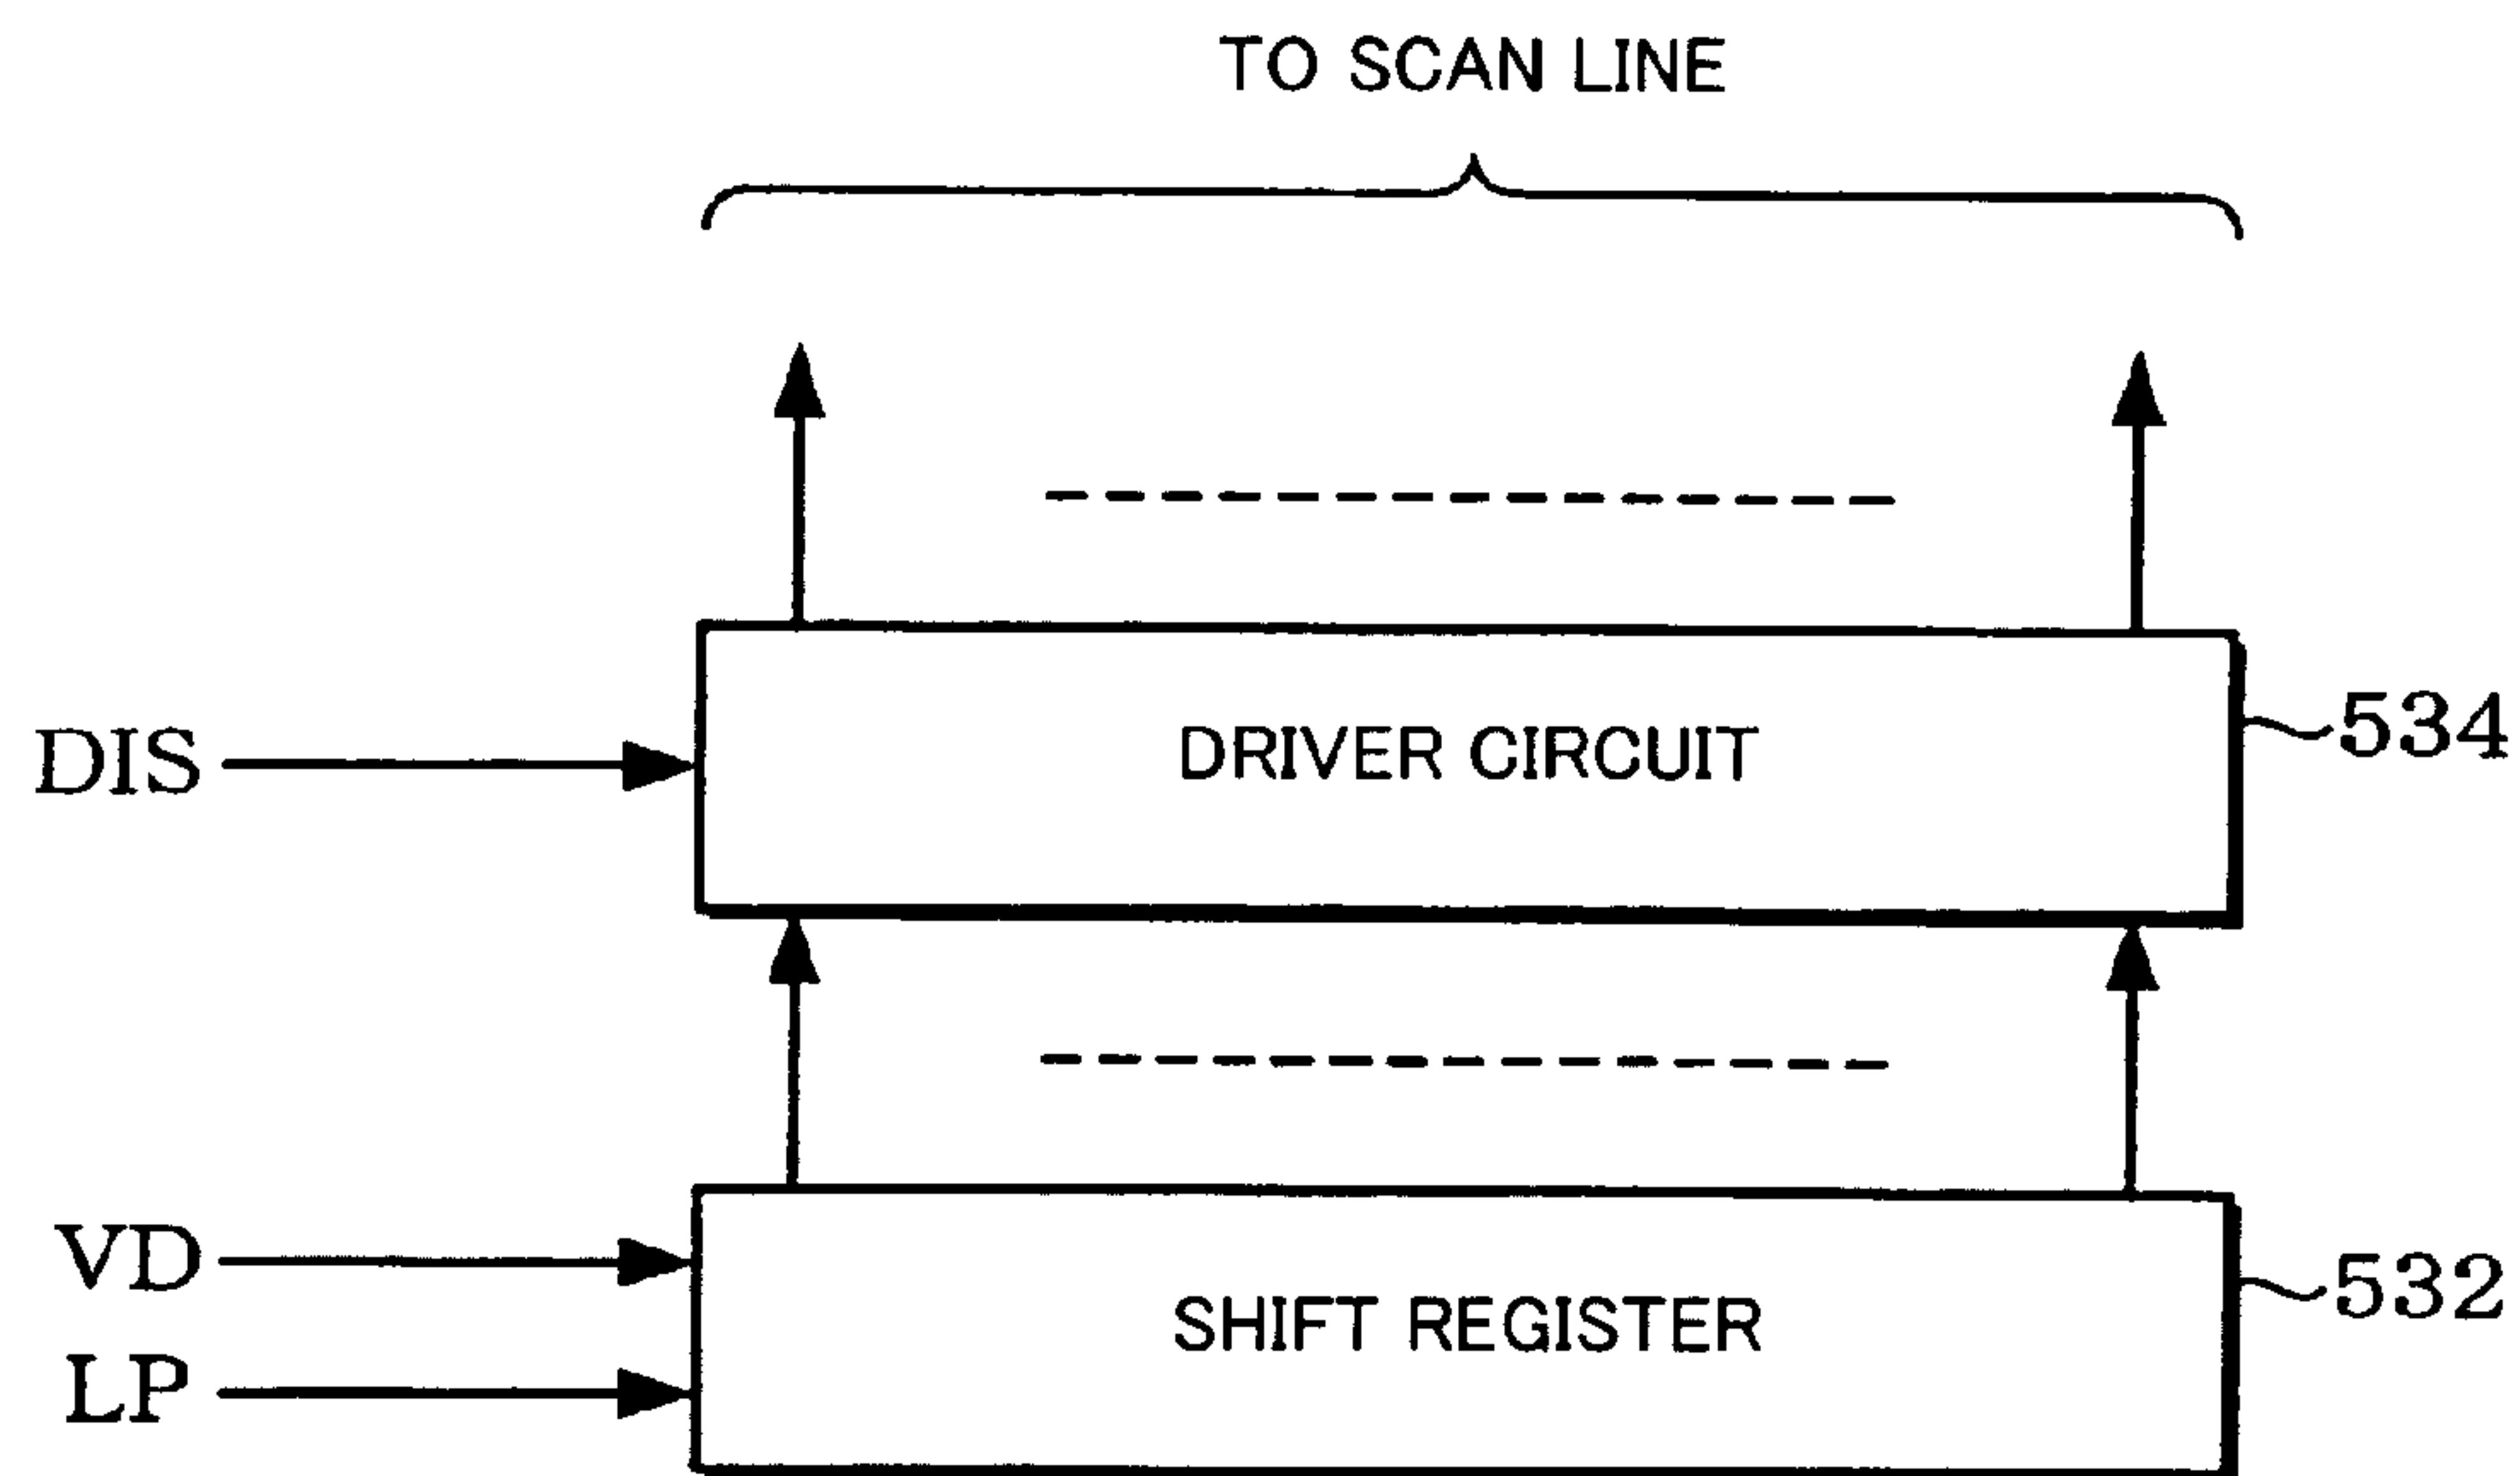 TO SCAN LINE
DIS
DRIVER CIRCUIT
534
VD
LP
SHIFT REGISTER
532